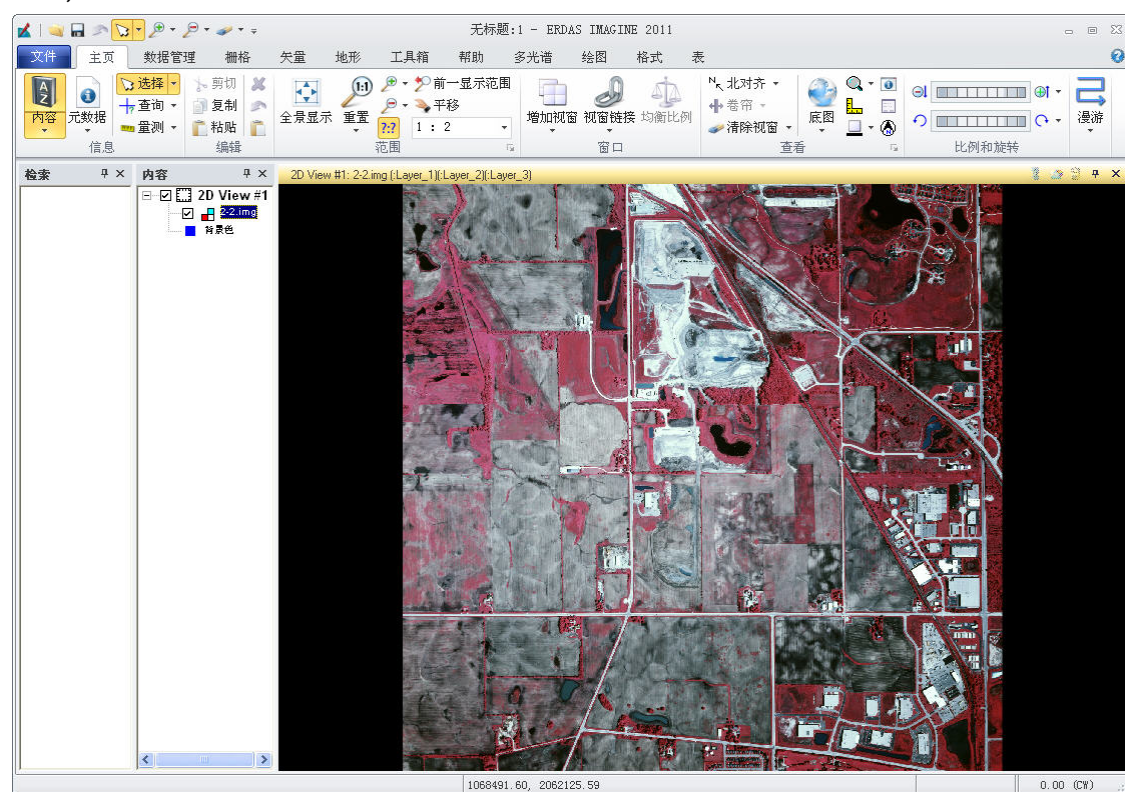 无标题:1 - ERDAS IMAGINE 2011
文件 主页 数据管理 栅格 矢量 地形 工具箱 帮助 多光谱 绘图 格式 表
选择 剪切 1:1 前一显示范围 北对齐
内容 元数据 查询 复制 全景显示 重置 平移 增加视窗 视窗链接 均衡比例 卷帘 底图 漫游
量测 粘贴 ?:? 1 : 2 清除视窗
信息 编辑 范围 窗口 查看 比例和旋转
检索 内容 2D View #1: 2-2.img (:Layer_1)(:Layer_2)(:Layer_3)
2D View #1
2-2.img
背景色
1068491.60, 2062125.59 0.00 (CW)